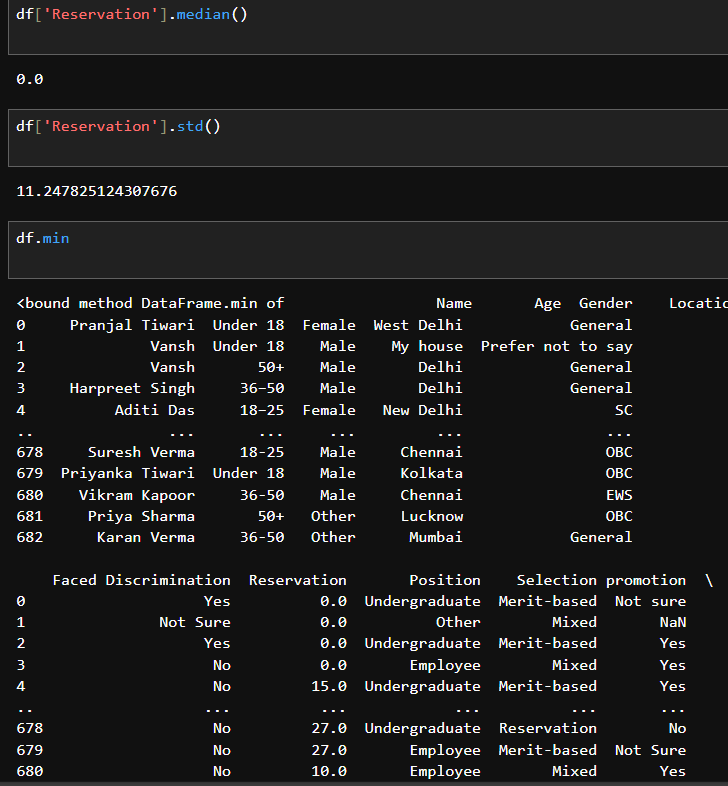 df['Reservation'].median()
0.0
df['Reservation'].std()
11.247825124307676
df.min
<bound method DataFrame.min of                  Name       Age  Gender    Locatio
0     Pranjal Tiwari  Under 18  Female  West Delhi             General
1              Vansh  Under 18    Male    My house  Prefer not to say
2              Vansh       50+    Male       Delhi             General
3     Harpreet Singh     36–50    Male       Delhi             General
4          Aditi Das     18–25  Female   New Delhi                  SC
..               ...       ...     ...         ...                 ...
678     Suresh Verma     18-25    Male     Chennai                 OBC
679  Priyanka Tiwari  Under 18    Male     Kolkata                 OBC
680    Vikram Kapoor     36-50    Male     Chennai                 EWS
681     Priya Sharma       50+   Other     Lucknow                 OBC
682      Karan Verma     36-50   Other      Mumbai             General
Faced Discrimination  Reservation       Position    Selection promotion  \
0                     Yes          0.0  Undergraduate  Merit-based  Not sure
1                Not Sure          0.0          Other        Mixed       NaN
2                     Yes          0.0  Undergraduate  Merit-based       Yes
3                      No          0.0       Employee        Mixed       Yes
4                      No         15.0  Undergraduate  Merit-based       Yes
..                    ...          ...            ...          ...       ...
678                    No         27.0  Undergraduate  Reservation        No
679                    No         27.0       Employee  Merit-based  Not Sure
680                    No         10.0       Employee        Mixed       Yes